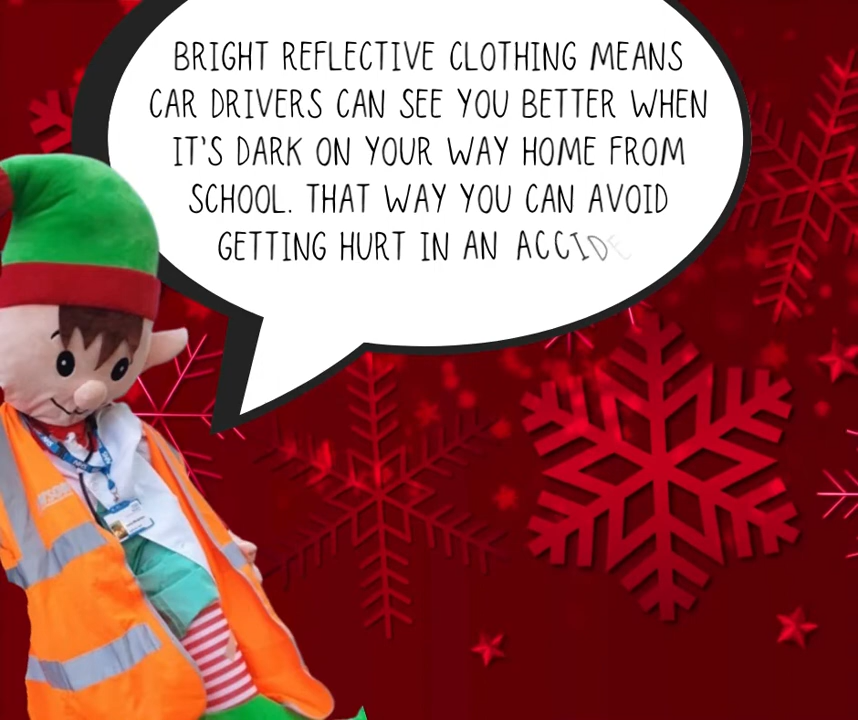 BRIGHT REFLECTIVE CLOTHING MEANS
CAR DRIVERS CAN SEE YOU BETTER WHEN
IT'S DARK ON YOUR WAY HOME FROM
SCHOOL. THAT WAY YOU CAN AVOID
GETTING HURT IN AN ACCIDE